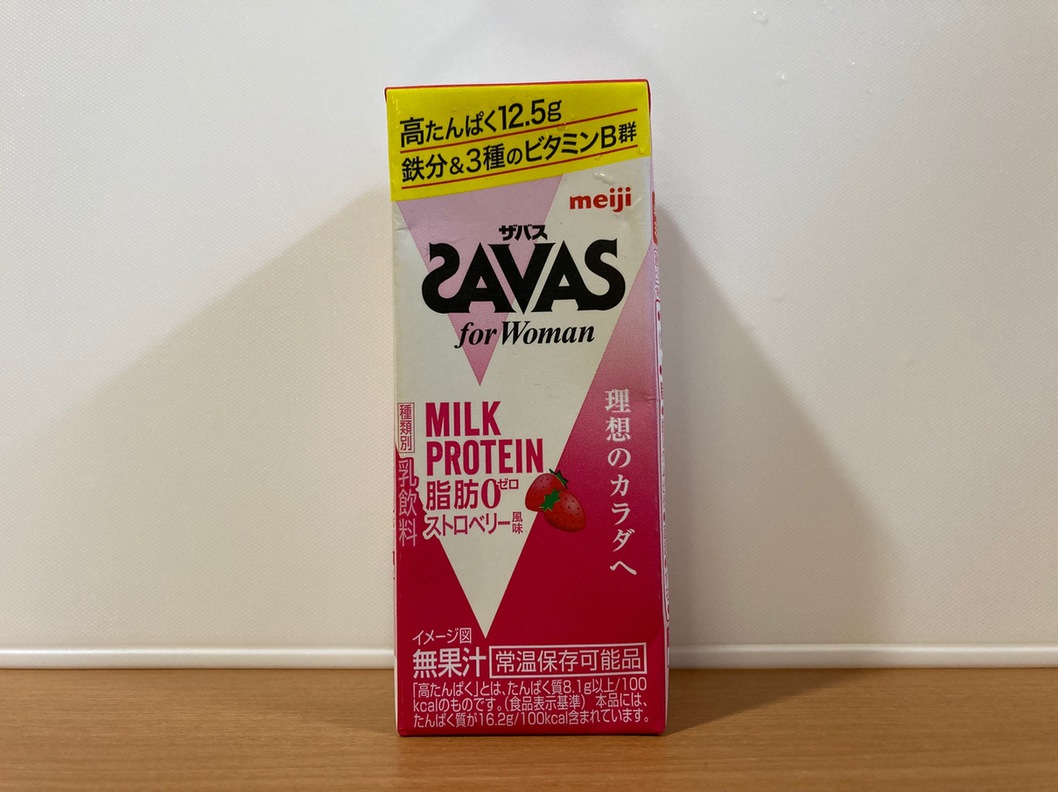 高たんぱく12.5g
鉄分&3種のビタミンB群
meiji
ザバス
SAVAS
for Woman
種類別
乳飲料
MILK
PROTEIN
脂肪0ゼロ
ストロベリー風味
理想のカラダへ
イメージ図
無果汁 常温保存可能品
「高たんぱく」とは、たんぱく質8.1g以上/100
kcalのものです。(食品表示基準) 本品には、
たんぱく質が16.2g/100kcal含まれています。